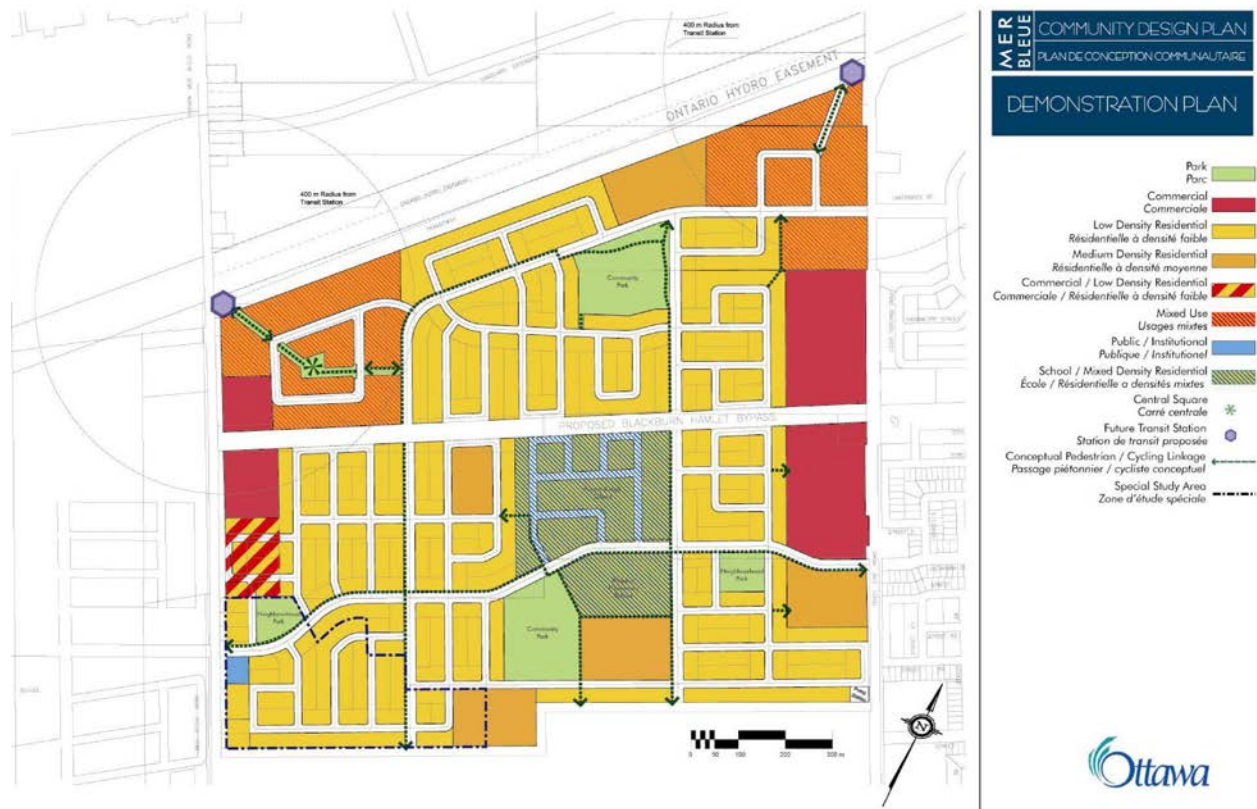 400 m Radius from
Transit Station
ONTARIO HYDRO EASEMENT
400 m Radius from
Transit Station
TRANSITWAY
Community
Park
PROPOSED BLACKBURN HAMLET BYPASS
Neighbourhood
Park
Neighbourhood
Park
Community
Park
0 50 100 200 300 m
N
MER
BLEUE
COMMUNITY DESIGN PLAN
PLAN DE CONCEPTION COMMUNAUTAIRE
DEMONSTRATION PLAN
Park
Parc
Commercial
Commerciale
Low Density Residential
Résidentielle à densité faible
Medium Density Residential
Résidentielle à densité moyenne
Commercial / Low Density Residential
Commerciale / Résidentielle à densité faible
Mixed Use
Usages mixtes
Public / Institutional
Publique / Institutionel
School / Mixed Density Residential
École / Résidentielle a densités mixtes
Central Square
Carré centrale
Future Transit Station
Station de transit proposée
Conceptual Pedestrian / Cycling Linkage
Passage piétonnier / cycliste conceptuel
Special Study Area
Zone d'étude spéciale
Ottawa